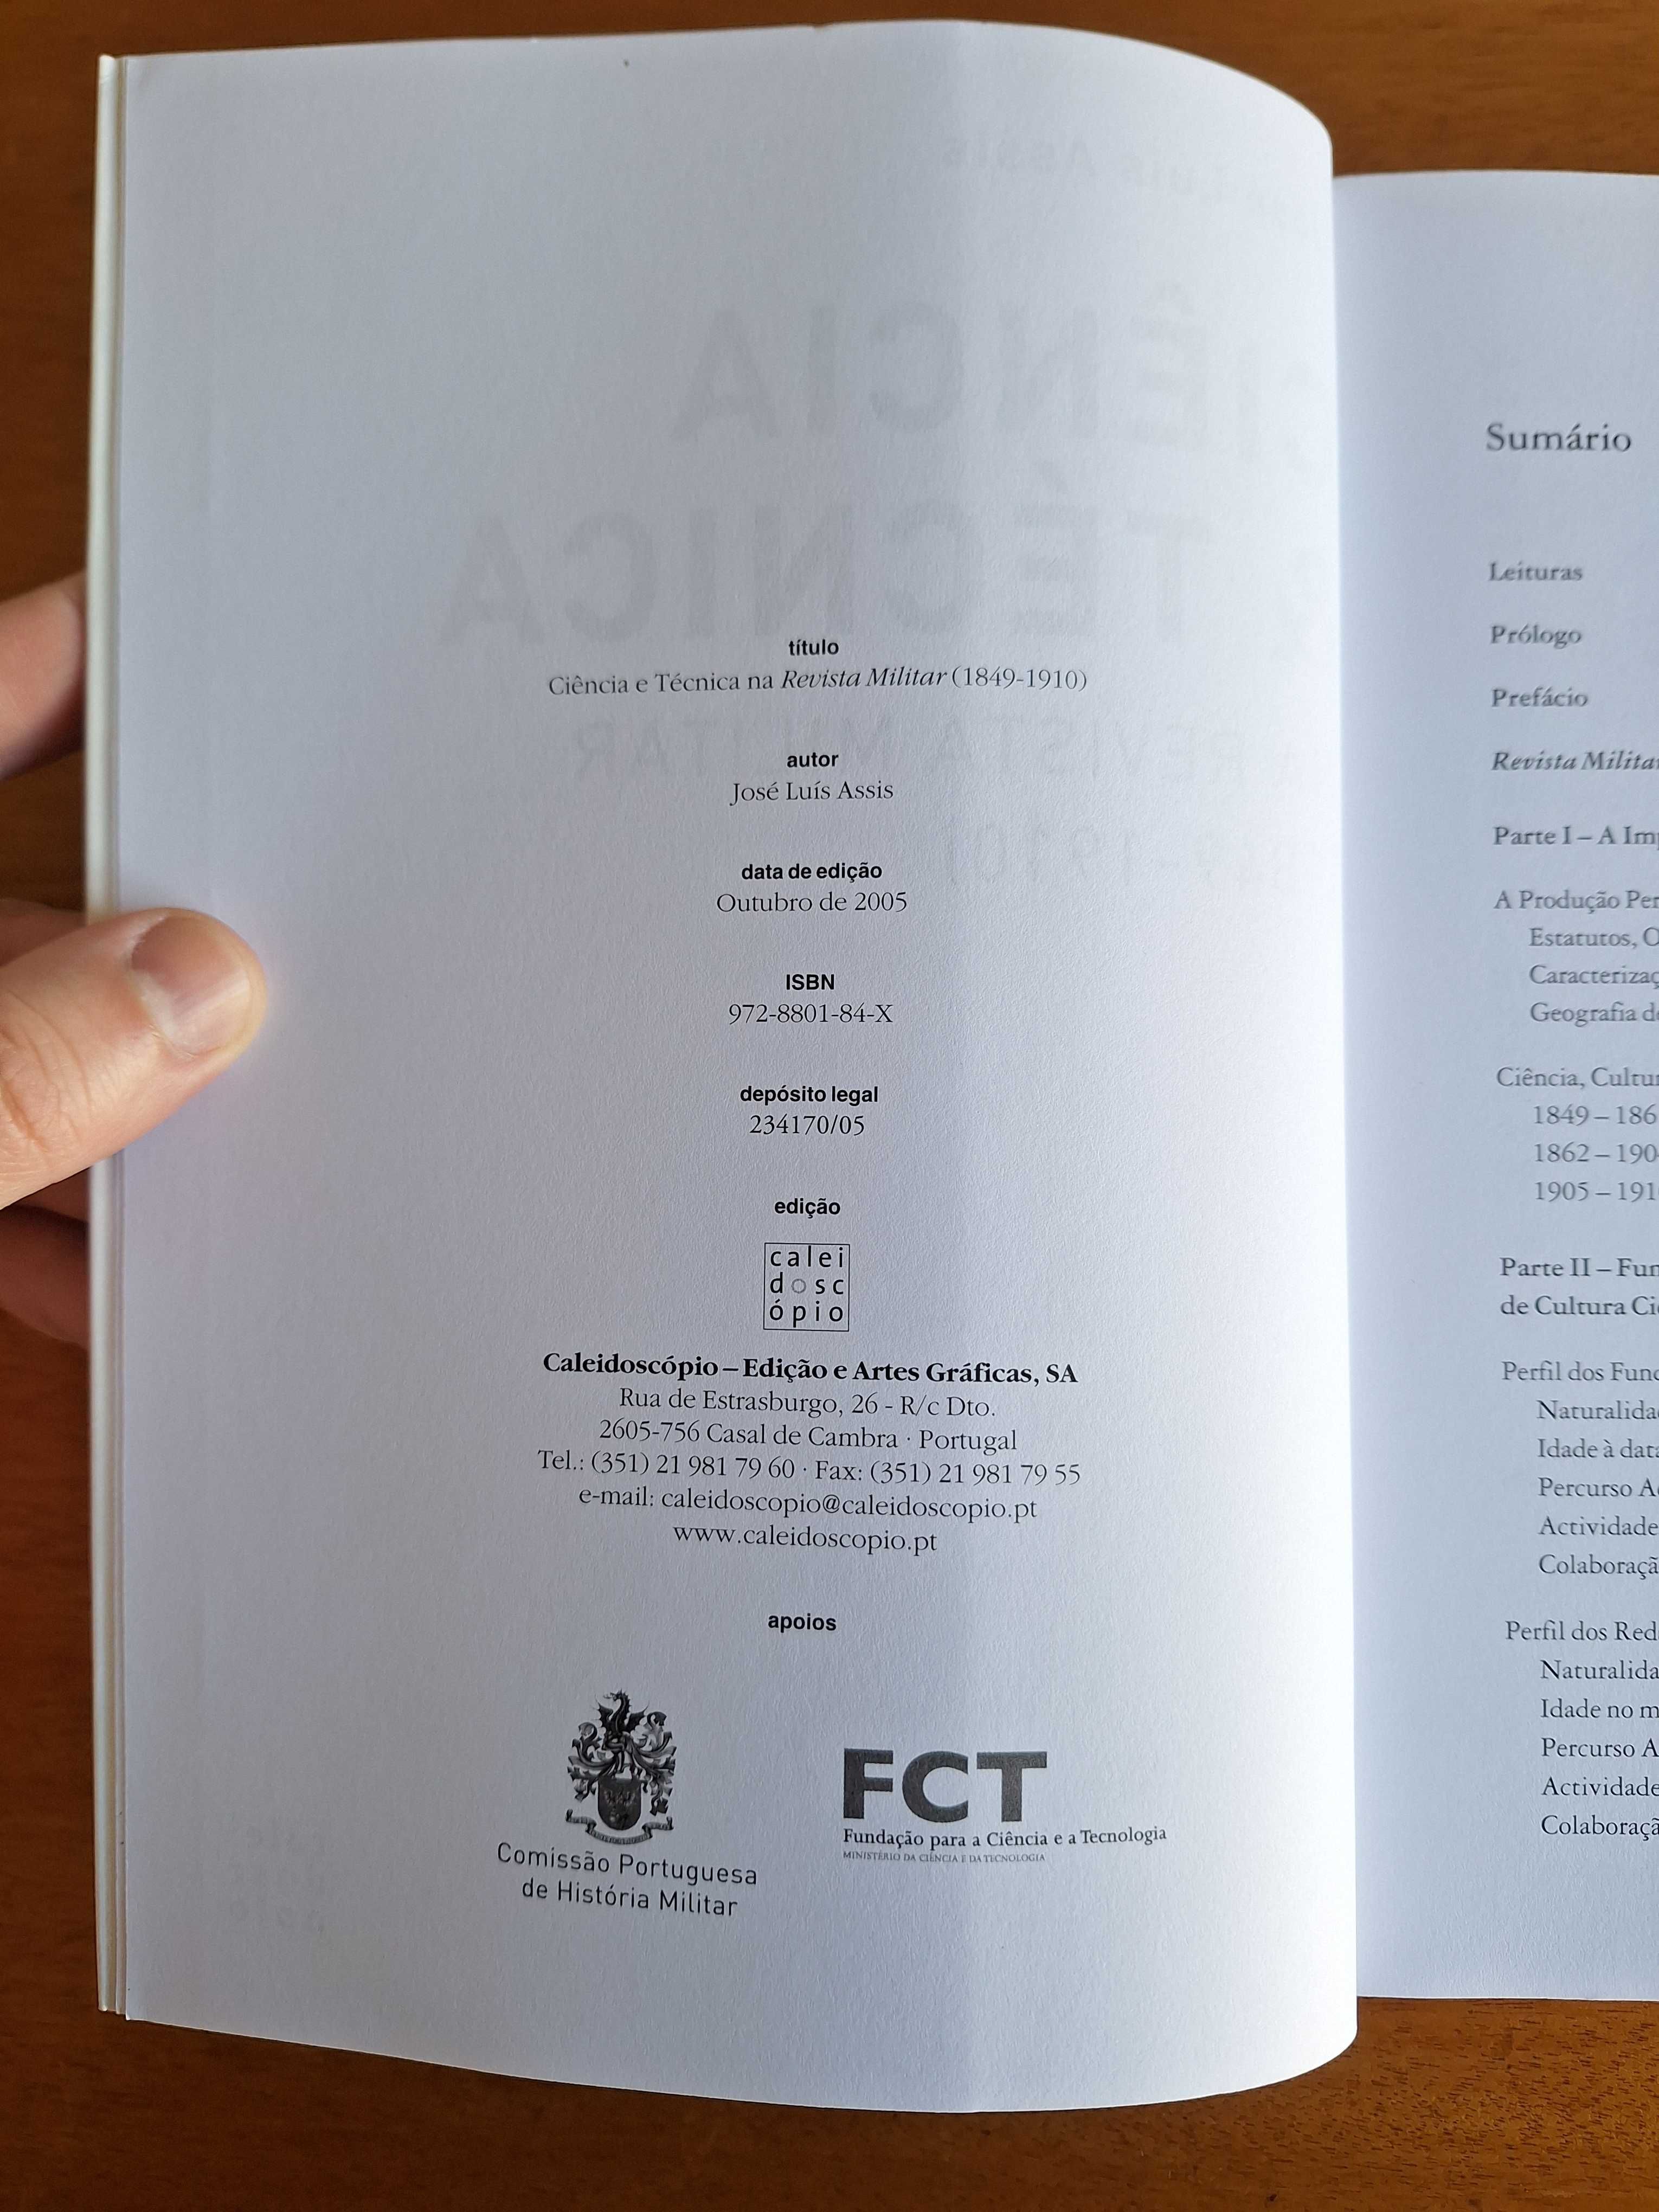 título
Ciência e Técnica na Revista Militar (1849-1910)
autor
José Luís Assis
data de edição
Outubro de 2005
ISBN
972-8801-84-X
depósito legal
234170/05
edição
calei
dosc
ópio
Caleidoscópio – Edição e Artes Gráficas, SA
Rua de Estrasburgo, 26 - R/c Dto.
2605-756 Casal de Cambra · Portugal
Tel.: (351) 21 981 79 60 · Fax: (351) 21 981 79 55
e-mail: caleidoscopio@caleidoscopio.pt
www.caleidoscopio.pt
apoios
Comissão Portuguesa
de História Militar
FCT
Fundação para a Ciência e a Tecnologia
MINISTÉRIO DA CIÊNCIA E DA TECNOLOGIA
Sumário
Leituras
Prólogo
Prefácio
Revista Milita
Parte I – A Im
A Produção Per
Estatutos, O
Caracterizaç
Geografia d
Ciência, Cultu
1849 – 186
1862 – 190
1905 – 191
Parte II – Fun
de Cultura Ci
Perfil dos Fund
Naturalida
Idade à dat
Percurso A
Actividade
Colaboraçã
Perfil dos Red
Naturalida
Idade no m
Percurso A
Actividade
Colaboraçã